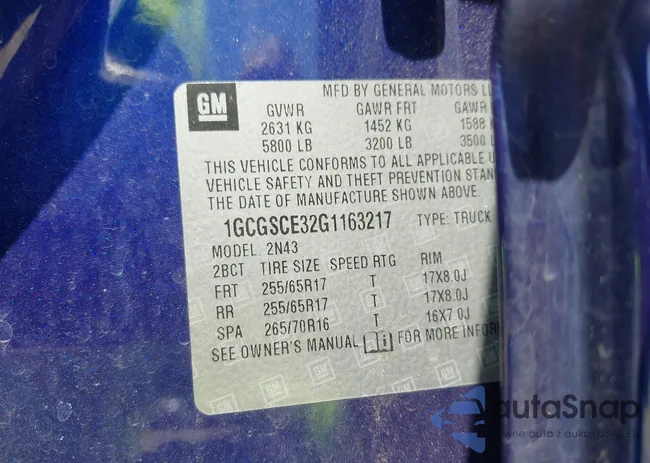 GM
MFD BY GENERAL MOTORS
GVWR GAWR FRT GAWR
2631 KG 1452 KG 1588
5800 LB 3200 LB 3500
THIS VEHICLE CONFORMS TO ALL APPLICABLE
VEHICLE SAFETY AND THEFT PREVENTION
THE DATE OF MANUFACTURE SHOWN ABOVE.
1GCGSCE32G1163217 TYPE: TRUCK
MODEL: 2N43
2BCT TIRE SIZE SPEED RTG RIM
FRT 255/65R17 T 17X8.0J
RR 255/65R17 T 17X8.0J
SPA 265/70R16 T 16X7.0J
SEE OWNER'S MANUAL FOR MORE
autaSnap